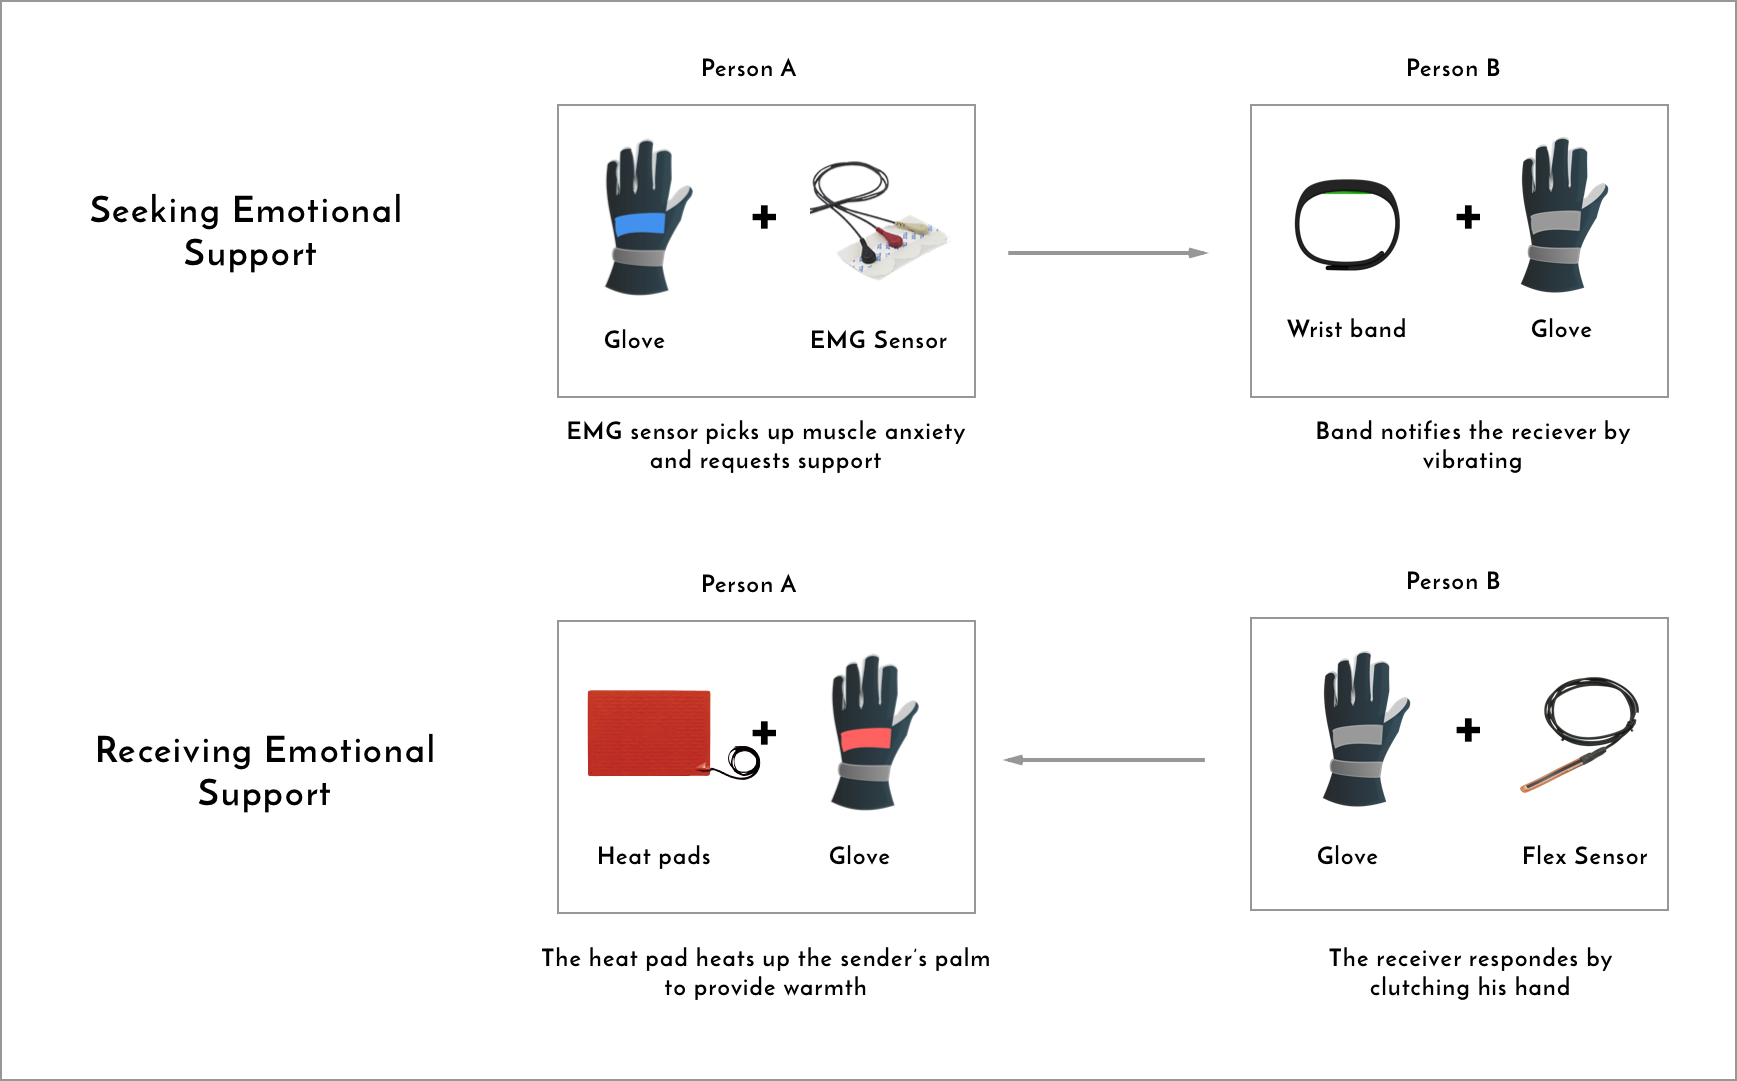 Person A
Person B
Seeking Emotional
Support
Glove
EMG Sensor
Wrist band
Glove
EMG sensor picks up muscle anxiety
and requests support
Band notifies the reciever by
vibrating
Person A
Person B
Receiving Emotional
Support
Heat pads
Glove
Glove
Flex Sensor
The heat pad heats up the sender's palm
to provide warmth
The receiver respondes by
clutching his hand